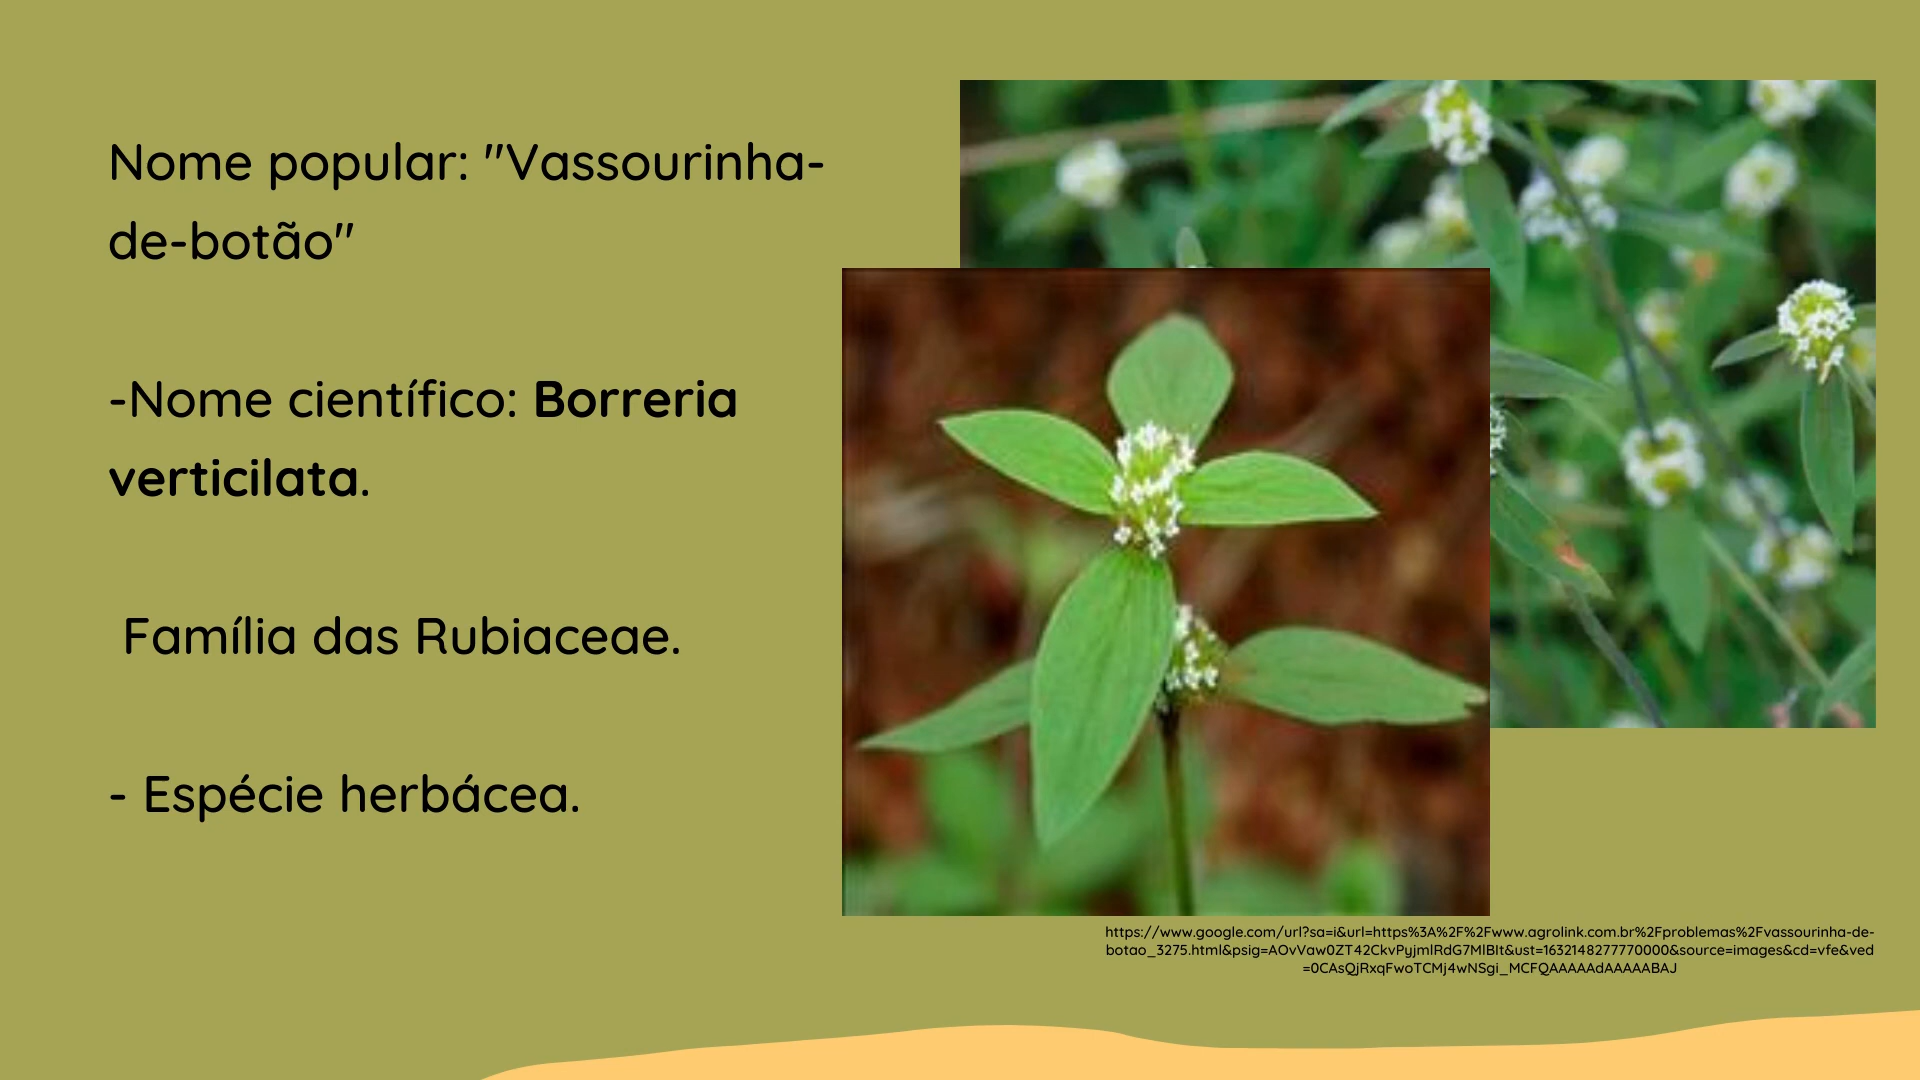 Nome popular: "Vassourinha-
de-botão"
-Nome científico: Borreria
verticilata.
Família das Rubiaceae.
- Espécie herbácea.
https://www.google.com/url?sa=i&url=https%3A%2F%2Fwww.agrolink.com.br%2Fproblemas%2Fvassourinha-de-
botao_3275.html&psig=AOvVaw0ZT42CkvPyjmlRdG7MlBIt&ust=1632148277770000&source=images&cd=vfe&ved
=0CAsQjRxqFwoTCMj4wNSgi_MCFQAAAAAdAAAAABAJ